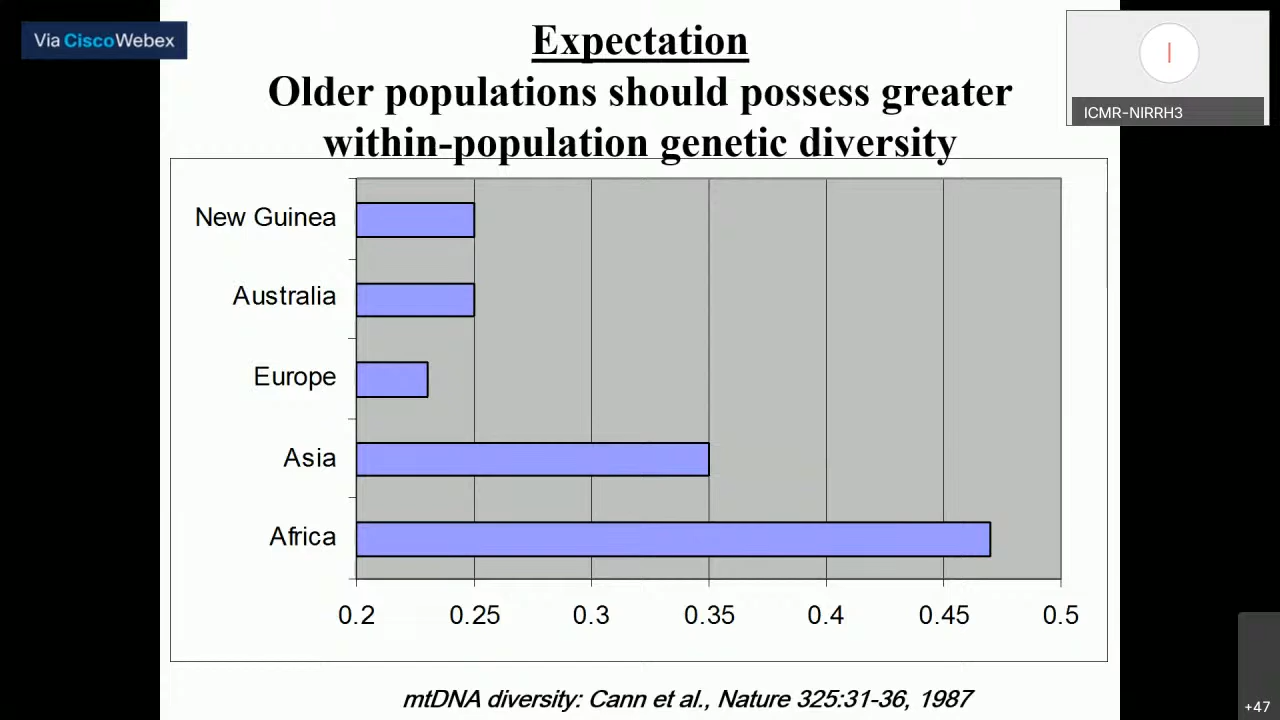 Via Cisco Webex
Expectation
Older populations should possess greater
within-population genetic diversity
I
ICMR-NIRRH3
New Guinea
Australia
Europe
Asia
Africa
0.2 0.25 0.3 0.35 0.4 0.45 0.5
mtDNA diversity: Cann et al., Nature 325:31-36, 1987
+47